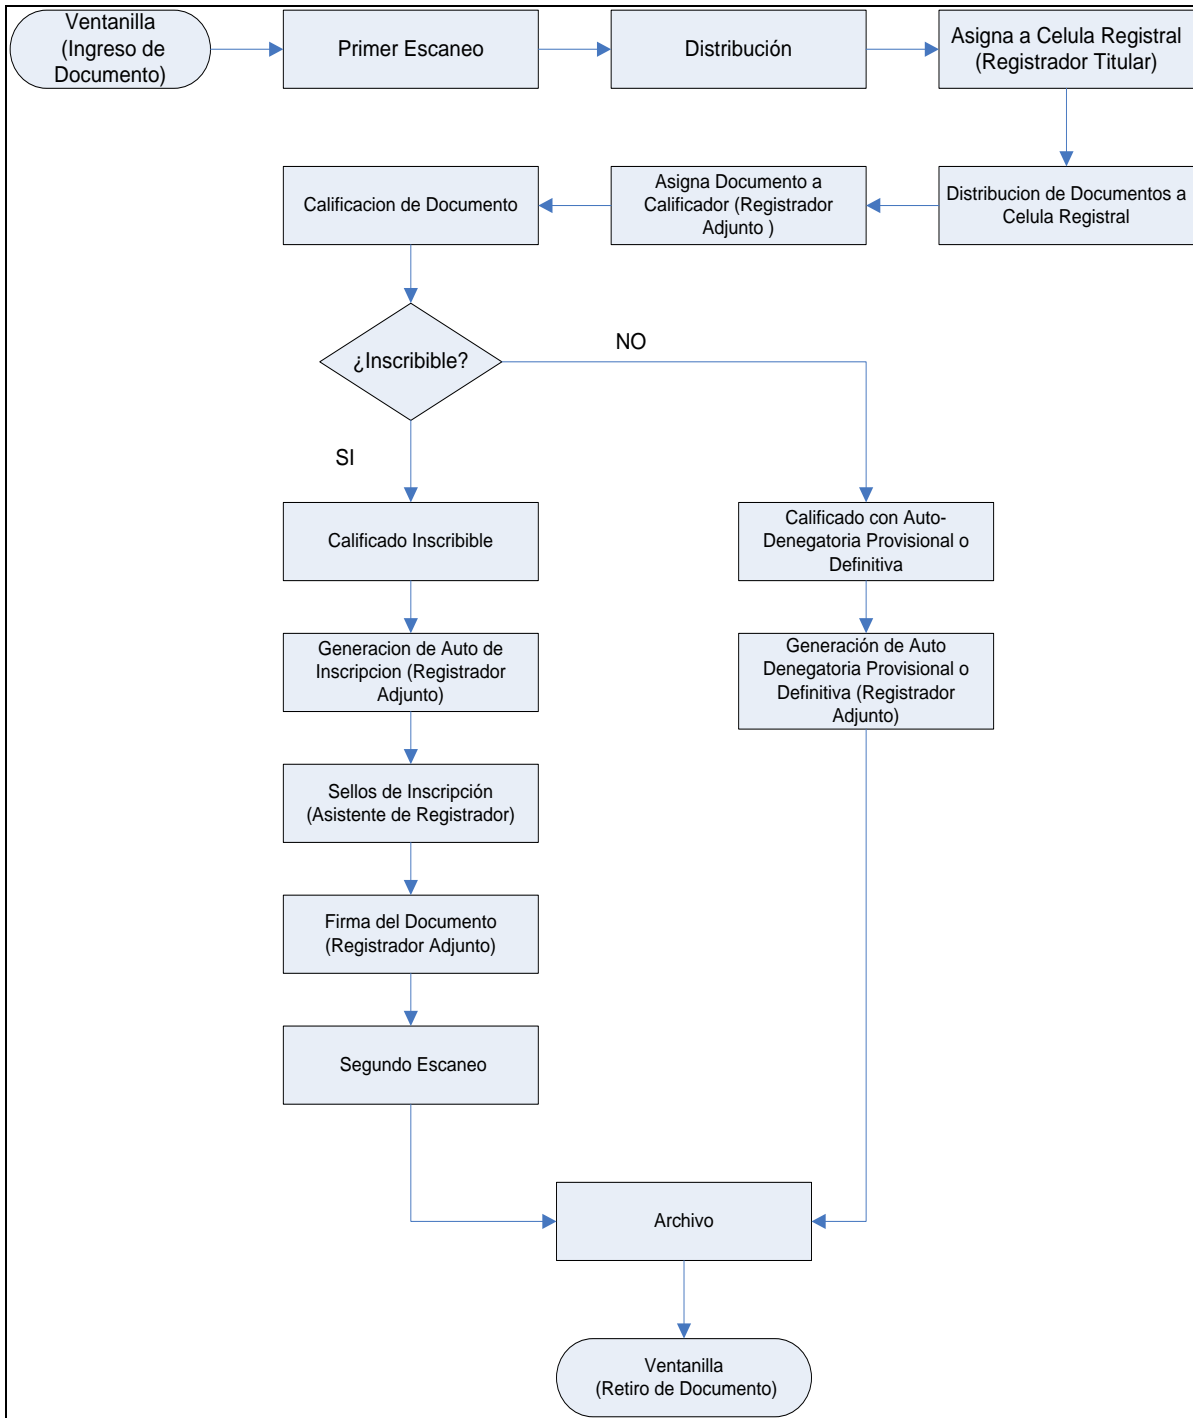 Ventanilla
(Ingreso de
Documento)
Primer Escaneo
Distribución
Asigna a Celula Registral
(Registrador Titular)
Calificacion de Documento
Asigna Documento a
Calificador (Registrador
Adjunto )
Distribucion de Documentos a
Celula Registral
¿Inscribible?
NO
SI
Calificado Inscribible
Calificado con Auto-
Denegatoria Provisional o
Definitiva
Generacion de Auto de
Inscripcion (Registrador
Adjunto)
Generación de Auto
Denegatoria Provisional o
Definitiva (Registrador
Adjunto)
Sellos de Inscripción
(Asistente de Registrador)
Firma del Documento
(Registrador Adjunto)
Segundo Escaneo
Archivo
Ventanilla
(Retiro de Documento)